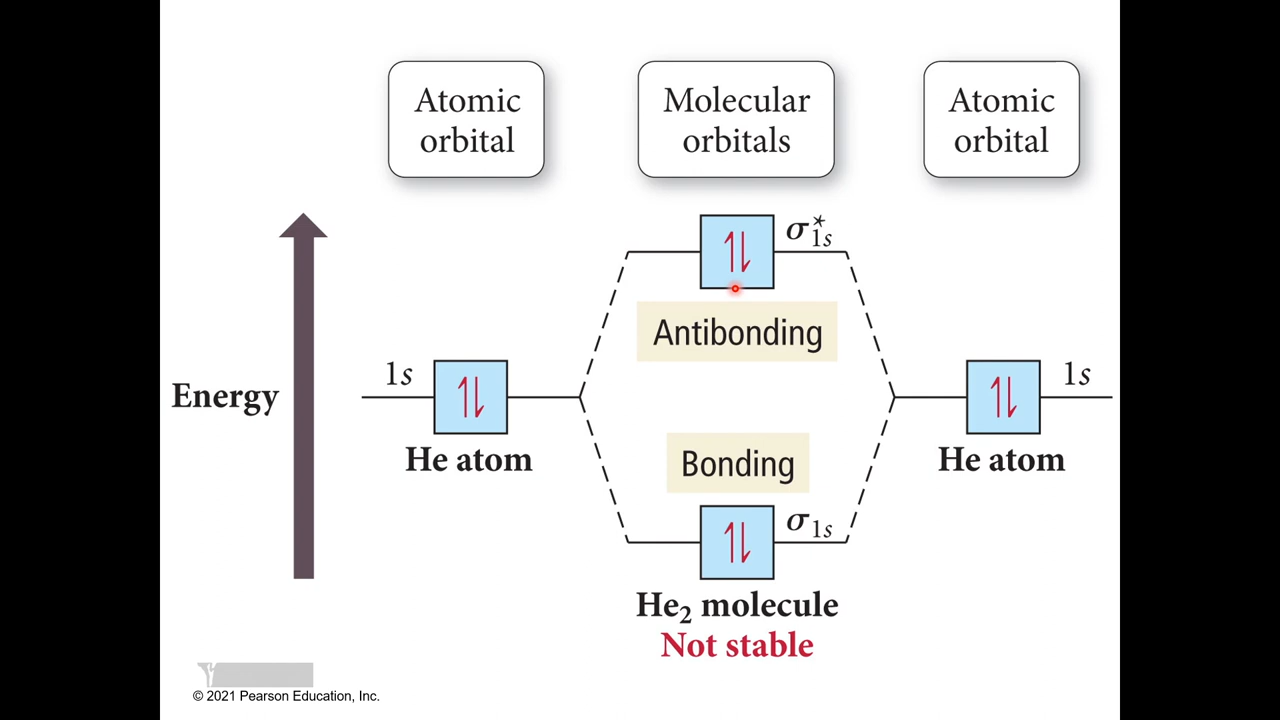 Atomic
orbital
Molecular
orbitals
Atomic
orbital
σ*1s
Antibonding
Energy
1s
1s
He atom
He atom
Bonding
σ1s
He2 molecule
Not stable
© 2021 Pearson Education, Inc.